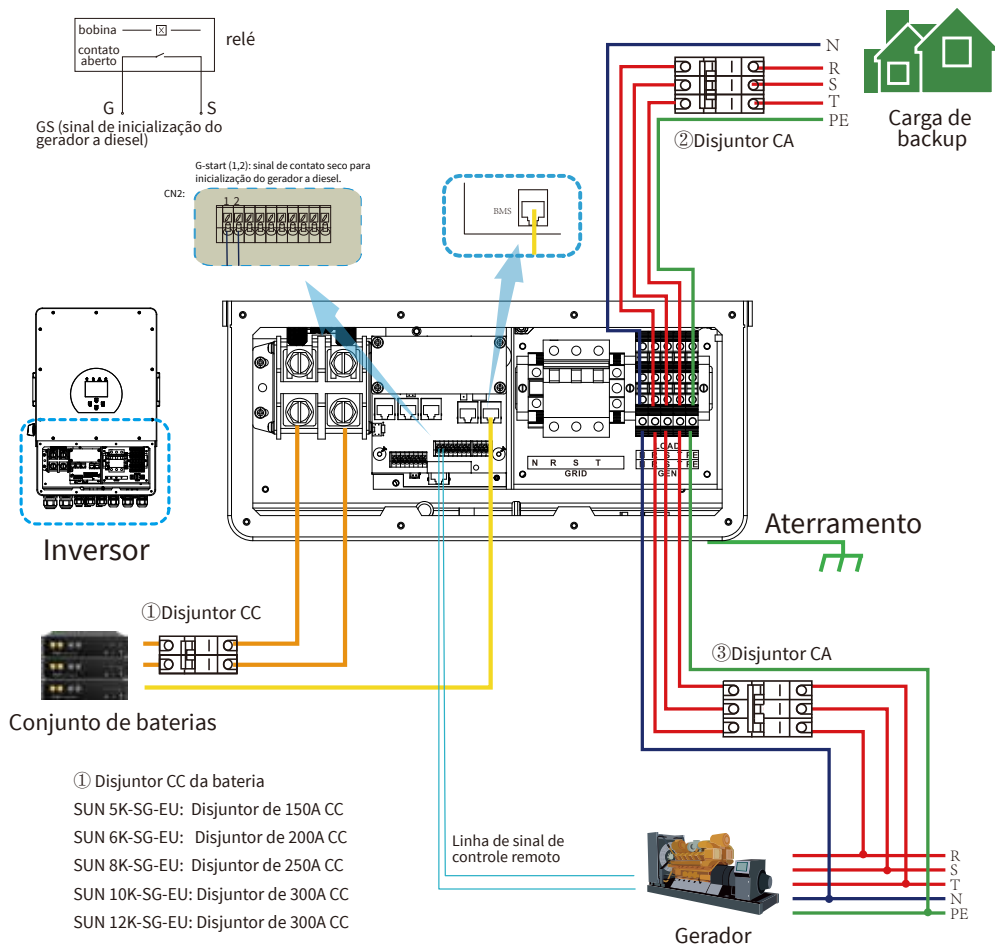 bobina
contato
aberto
relé
G
S
GS (sinal de inicialização do
gerador a diesel)
G-start (1,2): sinal de contato seco para
inicialização do gerador a diesel.
CN2:
1 2
BMS
N
R
S
T
PE
②Disjuntor CA
Carga de
backup
Inversor
N R S T
GRID
LOAD
N R S T PE
N R S T PE
GEN
Aterramento
①Disjuntor CC
Conjunto de baterias
③Disjuntor CA
① Disjuntor CC da bateria
SUN 5K-SG-EU: Disjuntor de 150A CC
SUN 6K-SG-EU: Disjuntor de 200A CC
SUN 8K-SG-EU: Disjuntor de 250A CC
SUN 10K-SG-EU: Disjuntor de 300A CC
SUN 12K-SG-EU: Disjuntor de 300A CC
Linha de sinal de
controle remoto
R
S
T
N
PE
Gerador